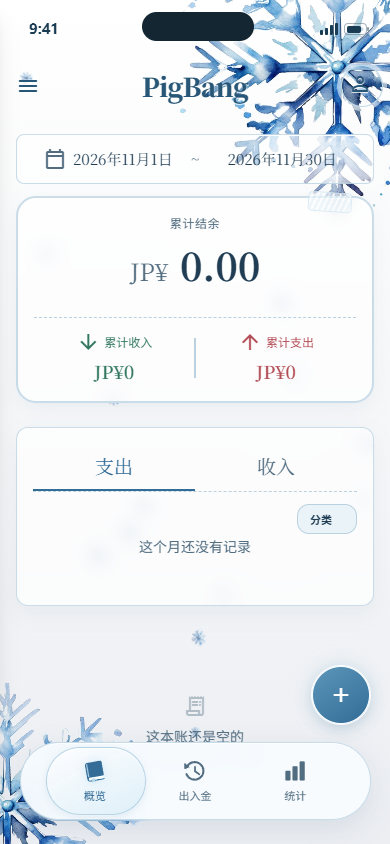 9:41
PigBang
2026年11月1日 ~ 2026年11月30日
累计结余
JP¥ 0.00
累计收入 累计支出
JP¥0 JP¥0
支出 收入
分类
这个月还没有记录
+
这本账还是空的
概览 出入金 统计